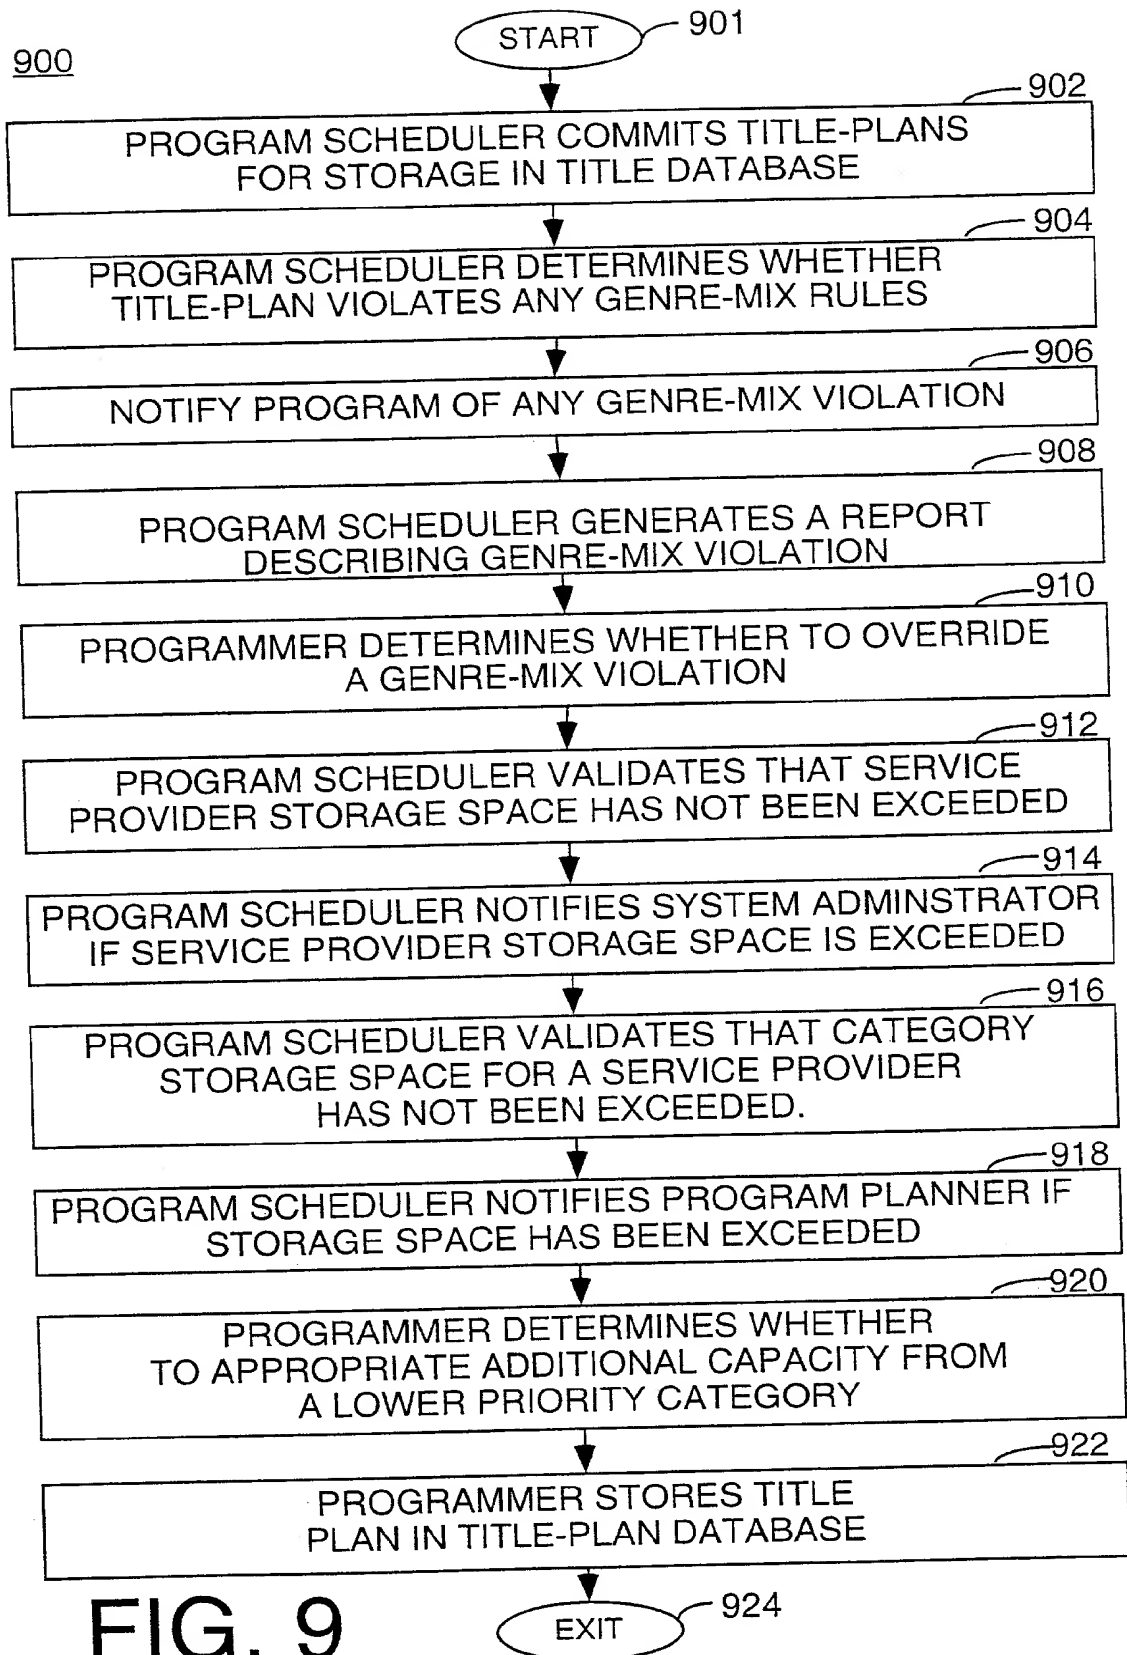 START
901
900
902
PROGRAM SCHEDULER COMMITS TITLE-PLANS
FOR STORAGE IN TITLE DATABASE
904
PROGRAM SCHEDULER DETERMINES WHETHER
TITLE-PLAN VIOLATES ANY GENRE-MIX RULES
906
NOTIFY PROGRAM OF ANY GENRE-MIX VIOLATION
908
PROGRAM SCHEDULER GENERATES A REPORT
DESCRIBING GENRE-MIX VIOLATION
910
PROGRAMMER DETERMINES WHETHER TO OVERRIDE
A GENRE-MIX VIOLATION
912
PROGRAM SCHEDULER VALIDATES THAT SERVICE
PROVIDER STORAGE SPACE HAS NOT BEEN EXCEEDED
914
PROGRAM SCHEDULER NOTIFIES SYSTEM ADMINSTRATOR
IF SERVICE PROVIDER STORAGE SPACE IS EXCEEDED
916
PROGRAM SCHEDULER VALIDATES THAT CATEGORY
STORAGE SPACE FOR A SERVICE PROVIDER
HAS NOT BEEN EXCEEDED.
918
PROGRAM SCHEDULER NOTIFIES PROGRAM PLANNER IF
STORAGE SPACE HAS BEEN EXCEEDED
920
PROGRAMMER DETERMINES WHETHER
TO APPROPRIATE ADDITIONAL CAPACITY FROM
A LOWER PRIORITY CATEGORY
922
PROGRAMMER STORES TITLE
PLAN IN TITLE-PLAN DATABASE
FIG. 9
EXIT
924